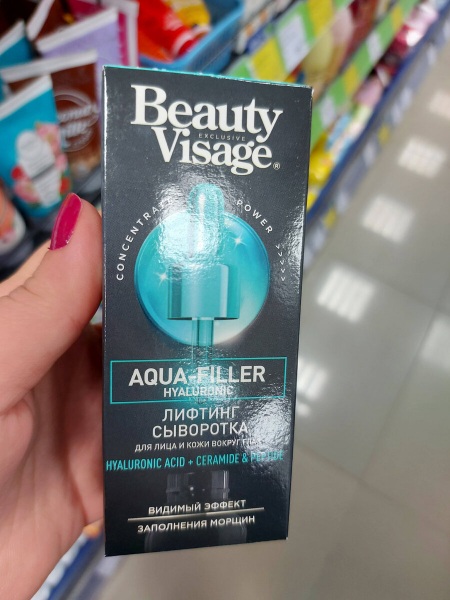 Beauty
EXCLUSIVE
Visage®
CONCENTRATE POWER >>>>
AQUA-FILLER
HYALURONIC
ЛИФТИНГ
СЫВОРОТКА
ДЛЯ ЛИЦА И КОЖИ ВОКРУГ ГЛАЗ
HYALURONIC ACID + CERAMIDE & PEPTIDE
ВИДИМЫЙ ЭФФЕКТ
ЗАПОЛНЕНИЯ МОРЩИН